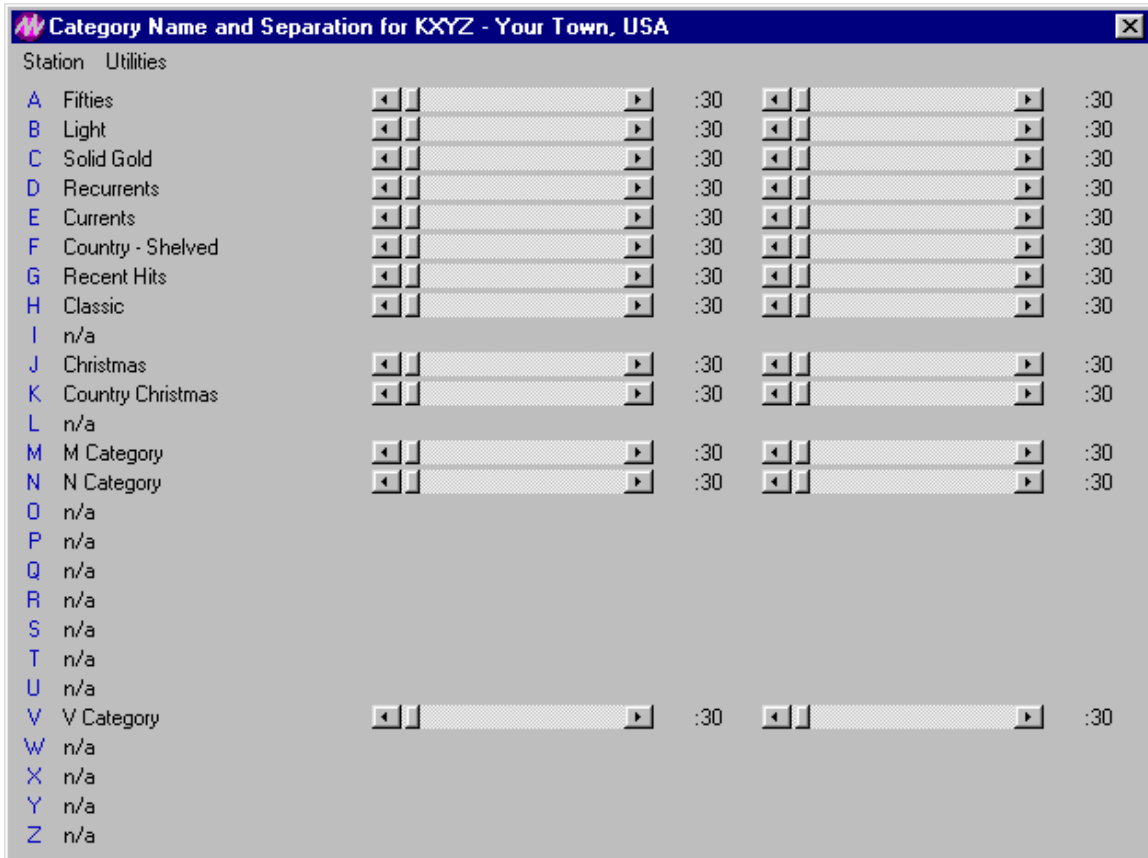 Category Name and Separation for KXYZ - Your Town, USA
Station Utilities
A Fifties :30 :30
B Light :30 :30
C Solid Gold :30 :30
D Recurrents :30 :30
E Currents :30 :30
F Country - Shelved :30 :30
G Recent Hits :30 :30
H Classic :30 :30
I n/a
J Christmas :30 :30
K Country Christmas :30 :30
L n/a
M M Category :30 :30
N N Category :30 :30
O n/a
P n/a
Q n/a
R n/a
S n/a
T n/a
U n/a
V V Category :30 :30
W n/a
X n/a
Y n/a
Z n/a